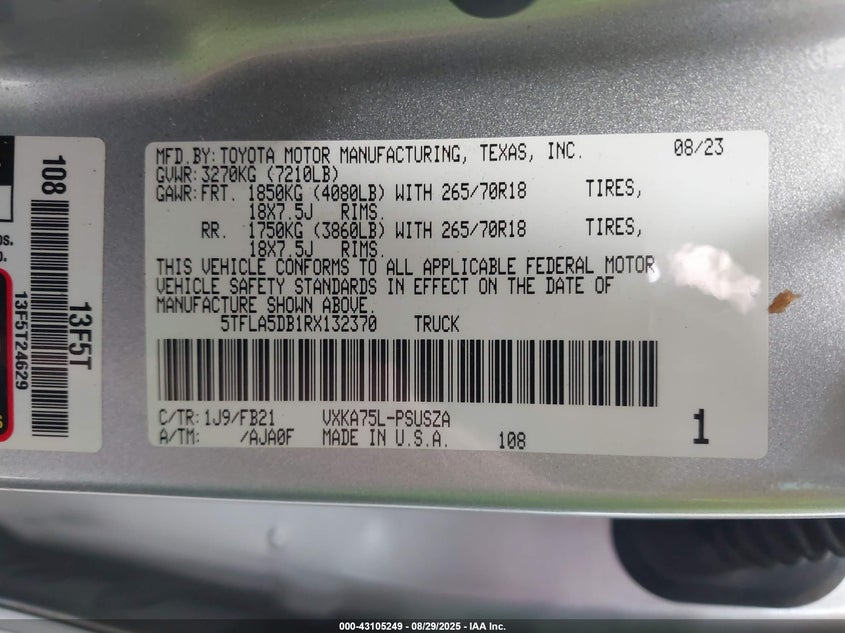 MFD.BY: TOYOTA MOTOR MANUFACTURING, TEXAS, INC. 08/23
GVWR: 3270KG (7210LB)
GAWR: FRT. 1850KG (4080LB) WITH 265/70R18 TIRES,
18X7.5J RIMS.
RR. 1750KG (3860LB) WITH 265/70R18 TIRES,
18X7.5J RIMS.
THIS VEHICLE CONFORMS TO ALL APPLICABLE FEDERAL MOTOR
VEHICLE SAFETY STANDARDS IN EFFECT ON THE DATE OF
MANUFACTURE SHOWN ABOVE.
5TFLA5DB1RX132370 TRUCK
C/TR: 1J9/FB21 VXKA75L-PSUSZA
A/TM: /AJA0F MADE IN U.S.A. 108 1
108
13F5T
13F5T24629
000-43105249 - 08/29/2025 - IAA Inc.